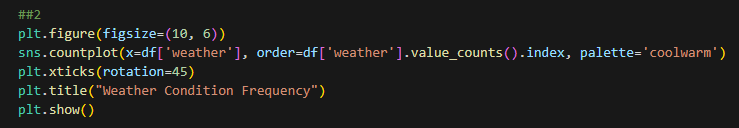 ##2
plt.figure(figsize=(10, 6))
sns.countplot(x=df['weather'], order=df['weather'].value_counts().index, palette='coolwarm')
plt.xticks(rotation=45)
plt.title("Weather Condition Frequency")
plt.show()